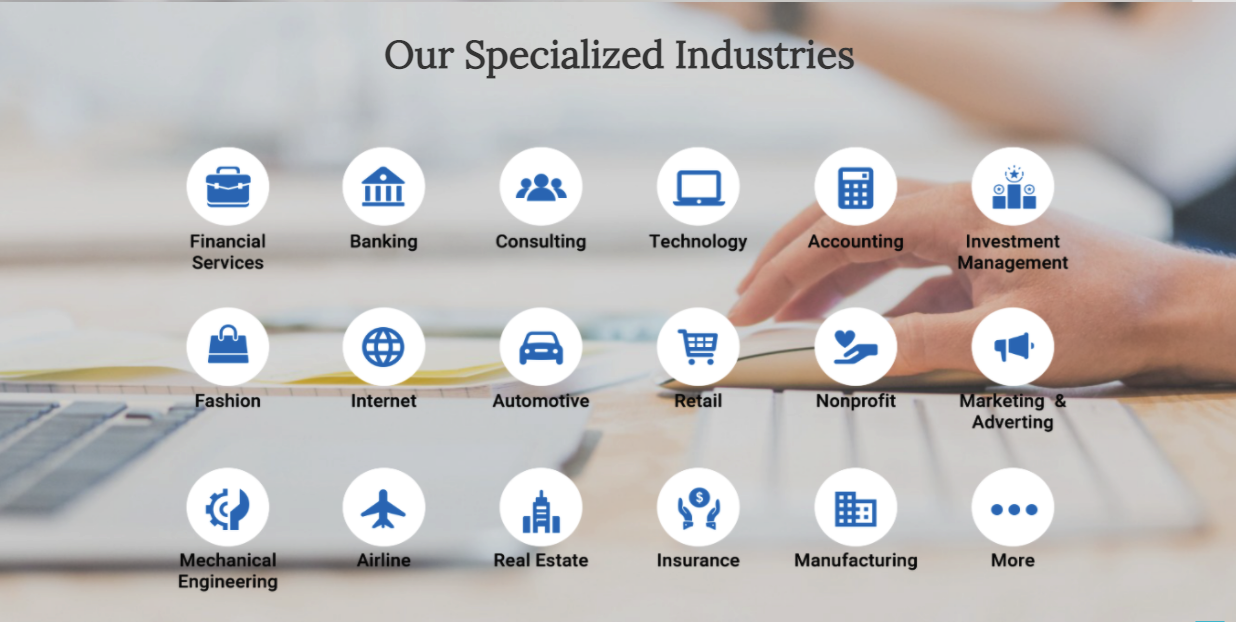 Our Specialized Industries
Financial Services
Banking
Consulting
Technology
Accounting
Investment Management
Fashion
Internet
Automotive
Retail
Nonprofit
Marketing & Adverting
Mechanical Engineering
Airline
Real Estate
Insurance
Manufacturing
More